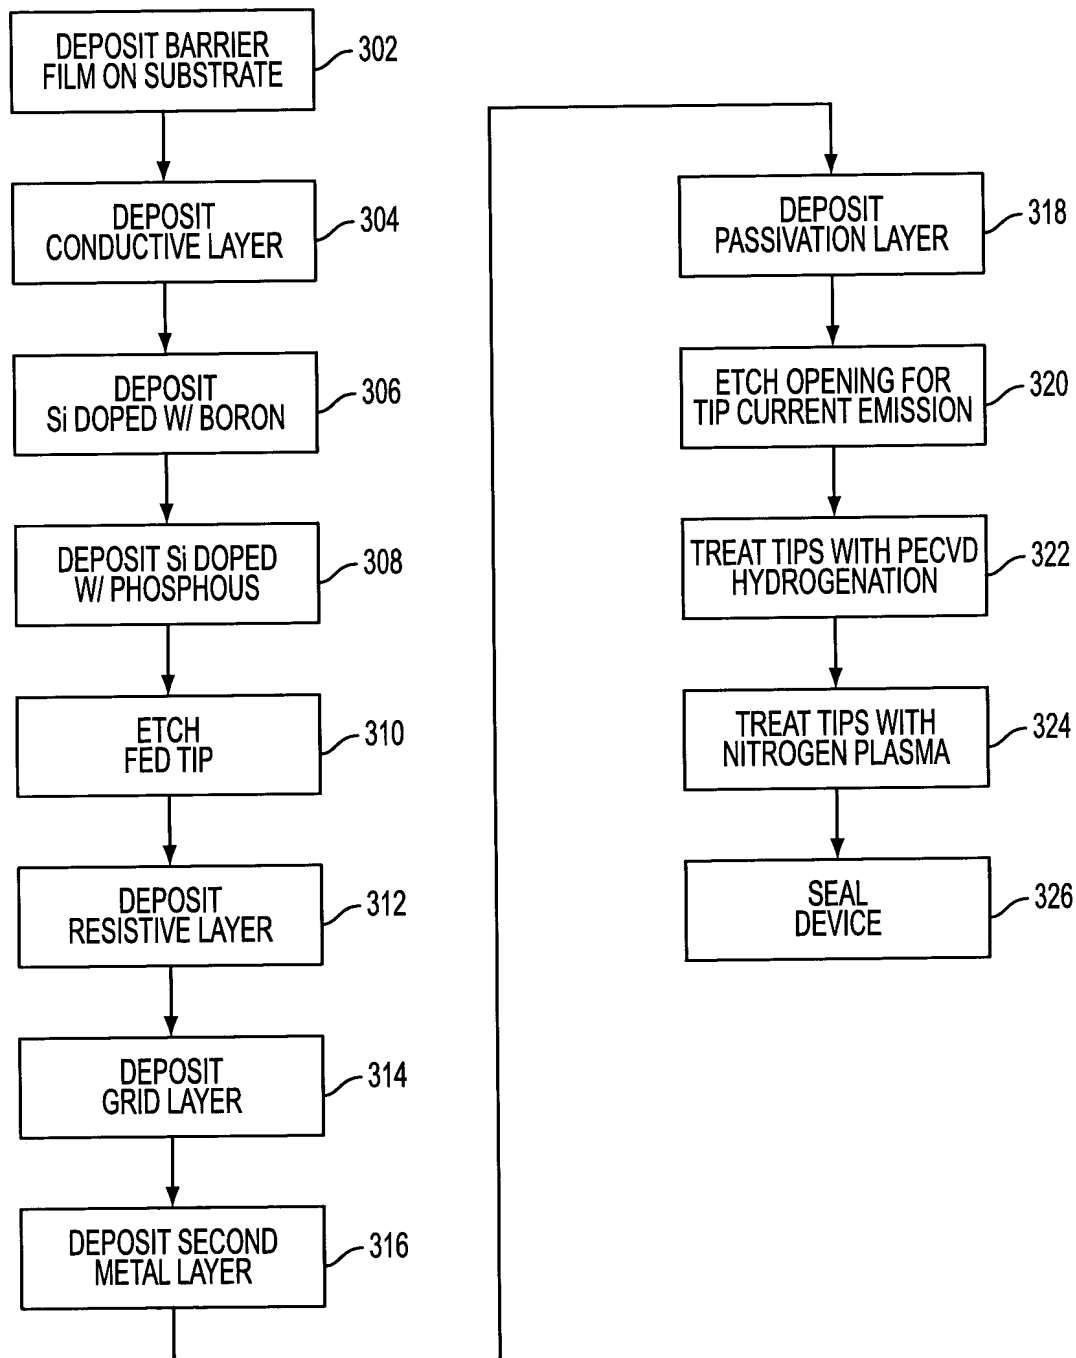 DEPOSIT BARRIER
FILM ON SUBSTRATE
302
DEPOSIT
CONDUCTIVE LAYER
304
DEPOSIT
Si DOPED W/ BORON
306
DEPOSIT Si DOPED
W/ PHOSPHOUS
308
ETCH
FED TIP
310
DEPOSIT
RESISTIVE LAYER
312
DEPOSIT
GRID LAYER
314
DEPOSIT SECOND
METAL LAYER
316
DEPOSIT
PASSIVATION LAYER
318
ETCH OPENING FOR
TIP CURRENT EMISSION
320
TREAT TIPS WITH PECVD
HYDROGENATION
322
TREAT TIPS WITH
NITROGEN PLASMA
324
SEAL
DEVICE
326